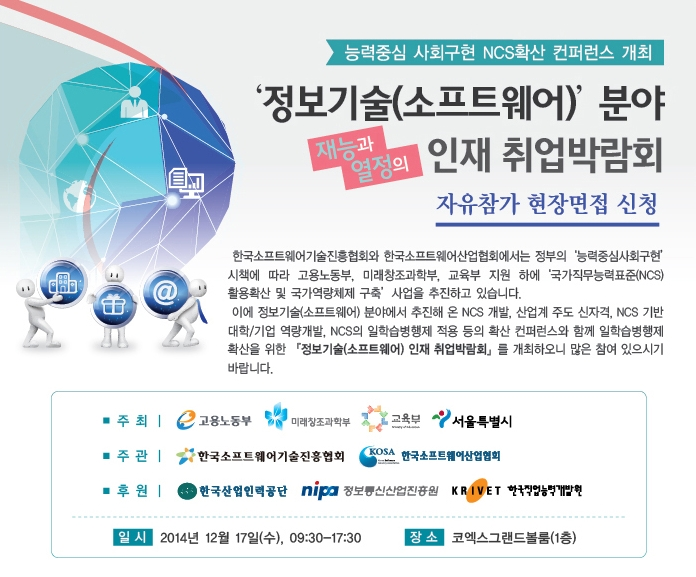 능력중심 사회구현 NCS확산 컨퍼런스 개최
‘정보기술(소프트웨어)’ 분야
재능과 열정의 인재 취업박람회
자유참가 현장면접 신청
한국소프트웨어기술진흥협회와 한국소프트웨어산업협회에서는 정부의 ‘능력중심사회구현’
시책에 따라 고용노동부, 미래창조과학부, 교육부 지원 하에 ‘국가직무능력표준(NCS)
활용확산 및 국가역량체제 구축’ 사업을 추진하고 있습니다.
이에 정보기술(소프트웨어) 분야에서 추진해 온 NCS 개발, 산업계 주도 신자격, NCS 기반
대학/기업 역량개발, NCS의 일학습병행제 적용 등의 확산 컨퍼런스와 함께 일학습병행제
확산을 위한 『정보기술(소프트웨어) 인재 취업박람회』를 개최하오니 많은 참여 있으시기
바랍니다.
■ 주 최 | 고용노동부 미래창조과학부 교육부 서울특별시
■ 주 관 | 한국소프트웨어기술진흥협회 KOSA 한국소프트웨어산업협회
■ 후 원 | 한국산업인력공단 nipa 정보통신산업진흥원 KRIVET 한국직업능력개발원
일 시 2014년 12월 17일(수), 09:30-17:30 장 소 코엑스그랜드볼룸(1층)